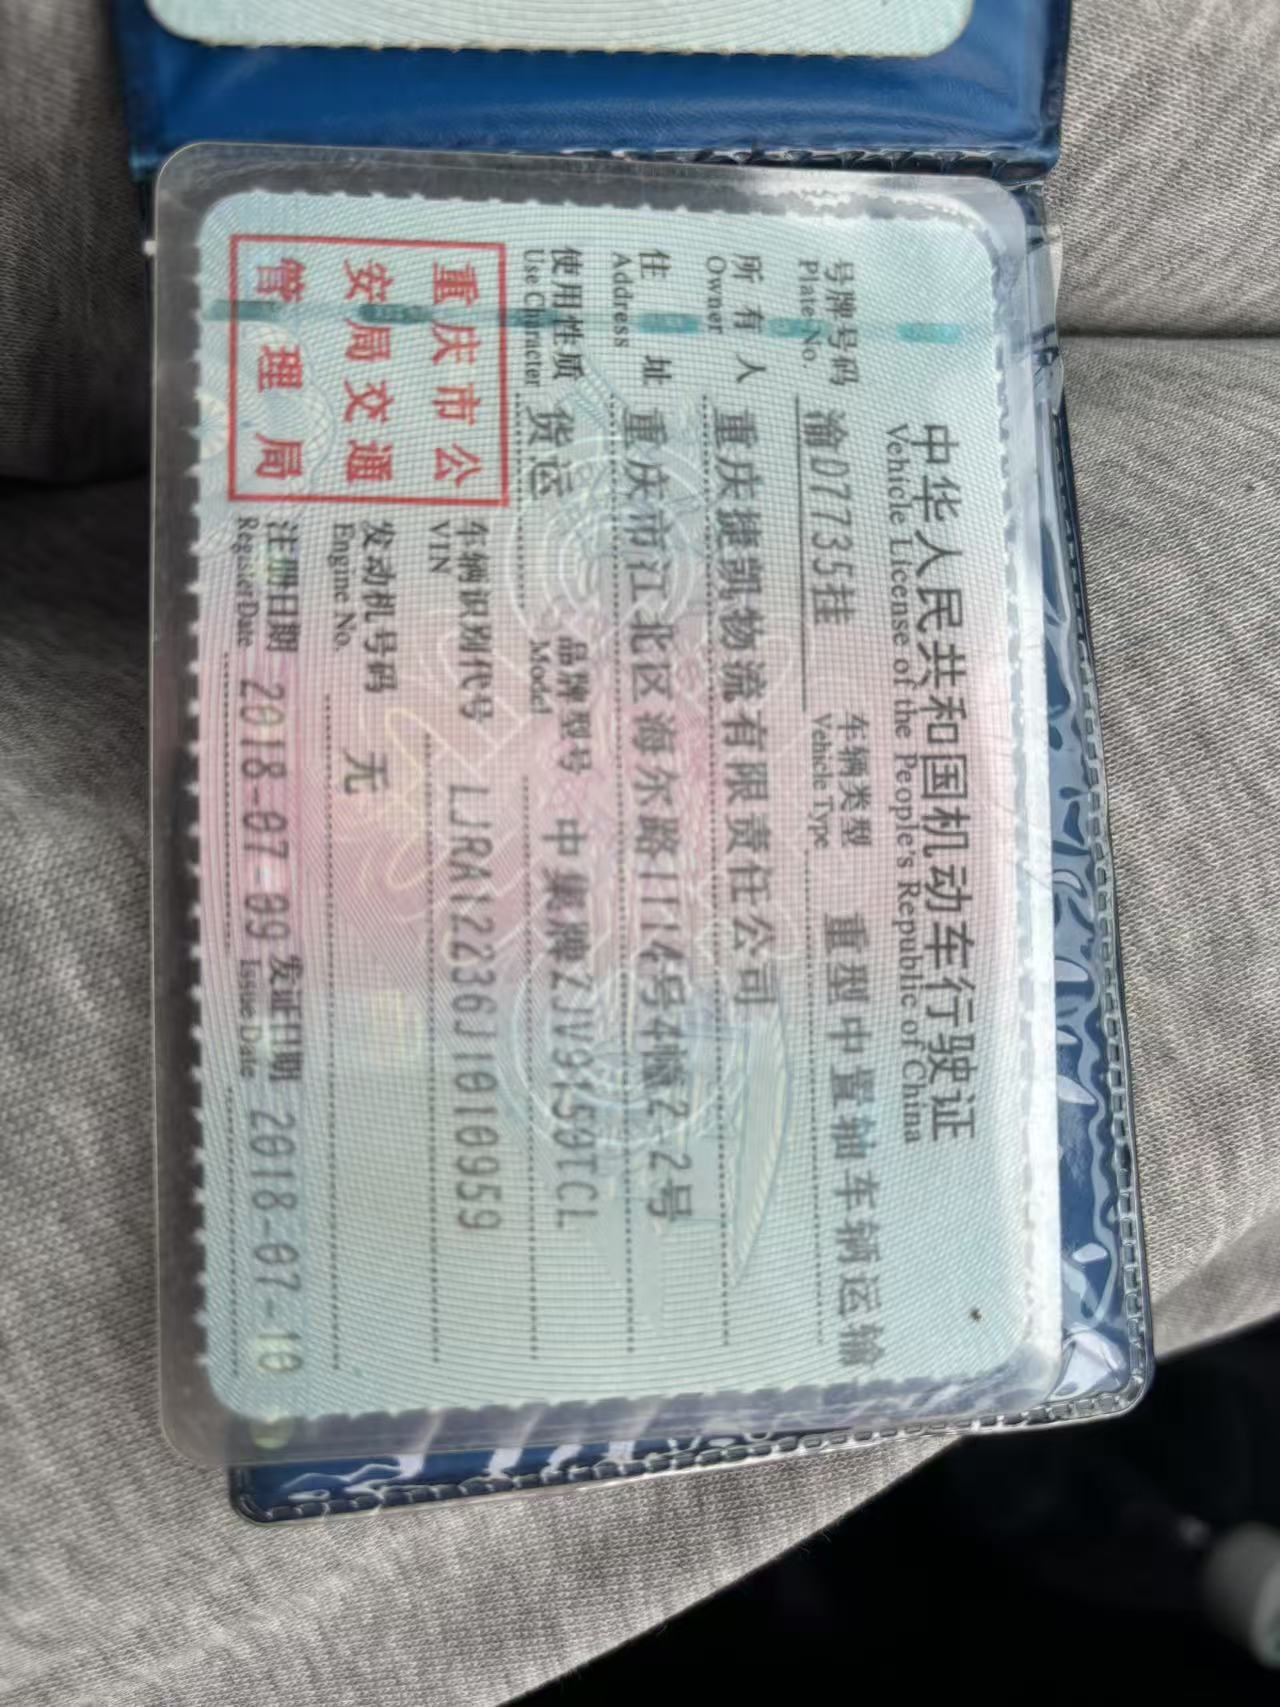 中华人民共和国机动车行驶证
Vehicle License of the People's Republic of China
号牌号码 渝D7735挂 车辆类型 重型中置轴车辆运输
Plate No. Vehicle Type
所有人 重庆捷凯物流有限责任公司
Owner
住址 重庆市江北区海尔路1114号4幢2-2号
Address
使用性质 货运 品牌型号 中集牌ZJV9150TCL
Use Character Model
重庆市公
安局交通
管理局
车辆识别代号 LJRA12236J1010959
VIN
发动机号码 无
Engine No.
注册日期 2018-07-09 发证日期 2018-07-10
Register Date Issue Date